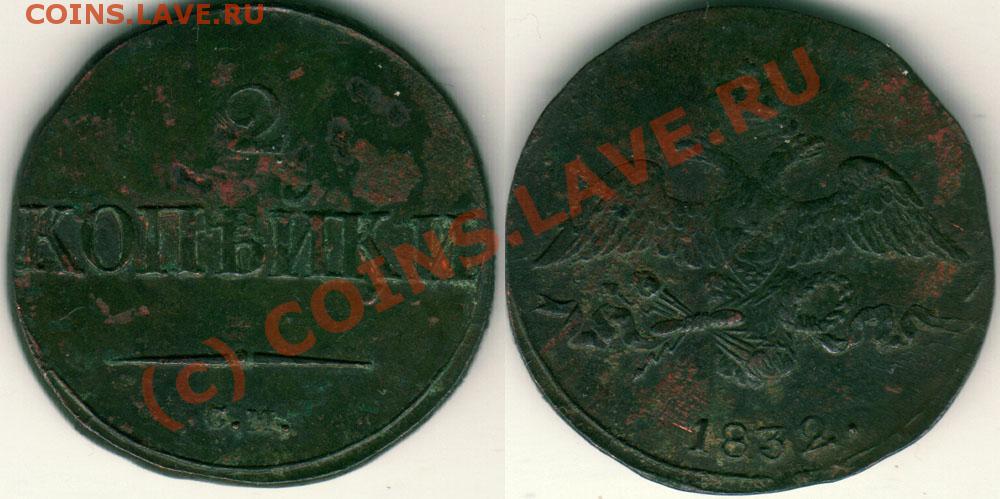 COINS.LAVE.RU
2
КОПѢЙКИ
С. М.
1832.
(c) COINS.LAVE.RU